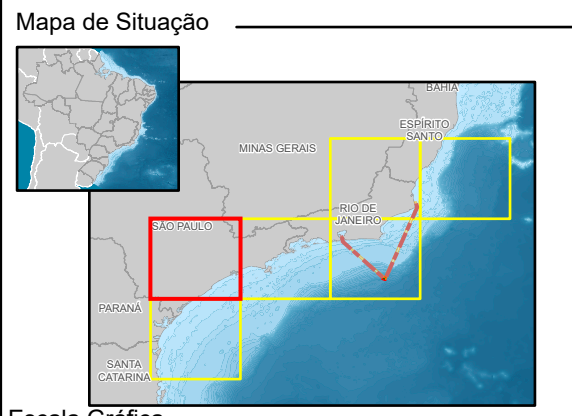 Mapa de Situação
BAHIA
ESPÍRITO
SANTO
MINAS GERAIS
RIO DE
JANEIRO
SÃO PAULO
PARANÁ
SANTA
CATARINA
Escala Gráfica